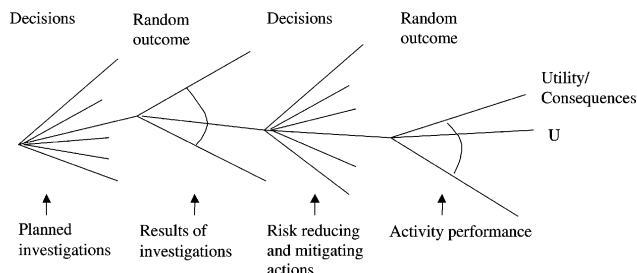 Decisions
Random
outcome
Decisions
Random
outcome
Utility/
Consequences
U
Planned
investigations
Results of
investigations
Risk reducing
and mitigating
actions
Activity performance